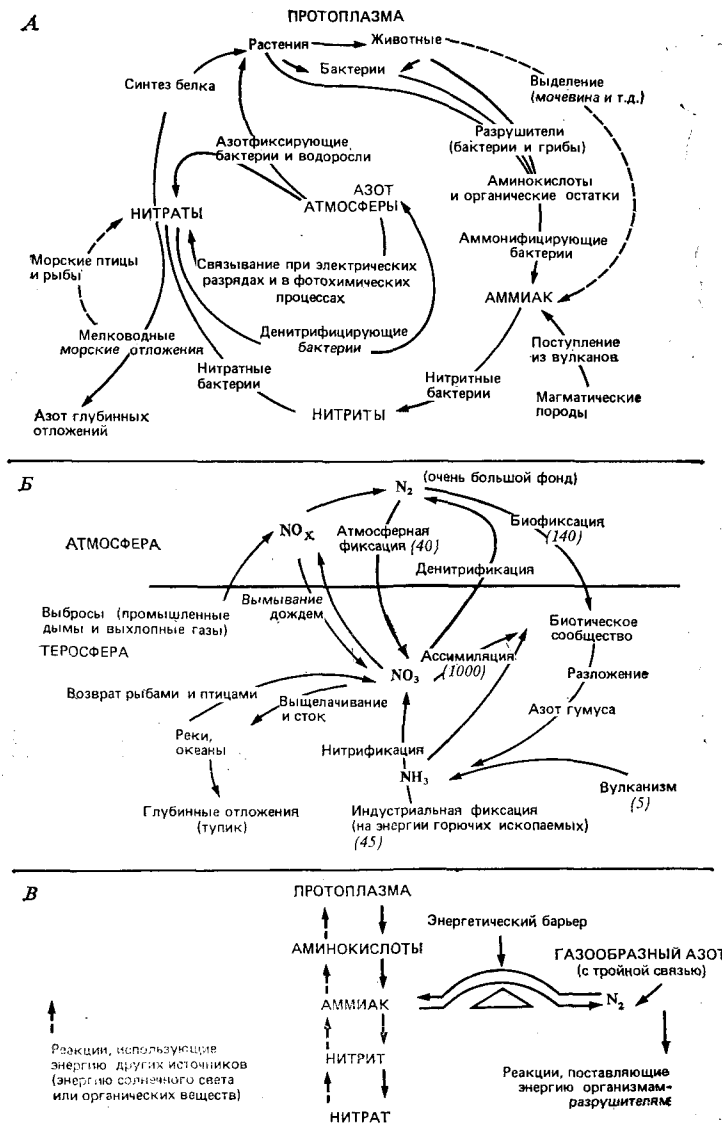 А
ПРОТОПЛАЗМА
Растения
Животные
Бактерии
Синтез белка
Выделение
(мочевина и т.д.)
Азотфиксирующие
бактерии и водоросли
Разрушители
(бактерии и грибы)
АЗОТ
АТМОСФЕРЫ
Аминокислоты
и органические остатки
НИТРАТЫ
Аммонифицирующие
бактерии
Морские птицы
и рыбы
Связывание при электрических
разрядах и в фотохимических
процессах
АММИАК
Мелководные
морские отложения
Денитрифицирующие
бактерии
Поступление
из вулканов
Нитратные
бактерии
Нитритные
бактерии
Магматические
породы
Азот глубинных
отложений
НИТРИТЫ
Б
N2
(очень большой фонд)
NOX
АТМОСФЕРА
Атмосферная
фиксация (40)
Биофиксация
(140)
Денитрификация
Выбросы (промышленные
дымы и выхлопные газы)
Вымывание
дождем
Биотическое
сообщество
ТЕРОСФЕРА
NO3
Ассимиляция
(1000)
Разложение
Возврат рыбами и птицами
Выщелачивание
и сток
Азот гумуса
Реки,
океаны
Нитрификация
NH3
Вулканизм
(5)
Глубинные отложения
(тупик)
Индустриальная фиксация
(на энергии горючих ископаемых)
(45)
В
ПРОТОПЛАЗМА
Энергетический барьер
АМИНОКИСЛОТЫ
ГАЗООБРАЗНЫЙ АЗОТ
(с тройной связью)
АММИАК
N2
Реакции, использующие
энергию других источников
(энергию солнечного света
или органических веществ)
НИТРИТ
Реакции, поставляющие
энергию организмам-
разрушителям
НИТРАТ